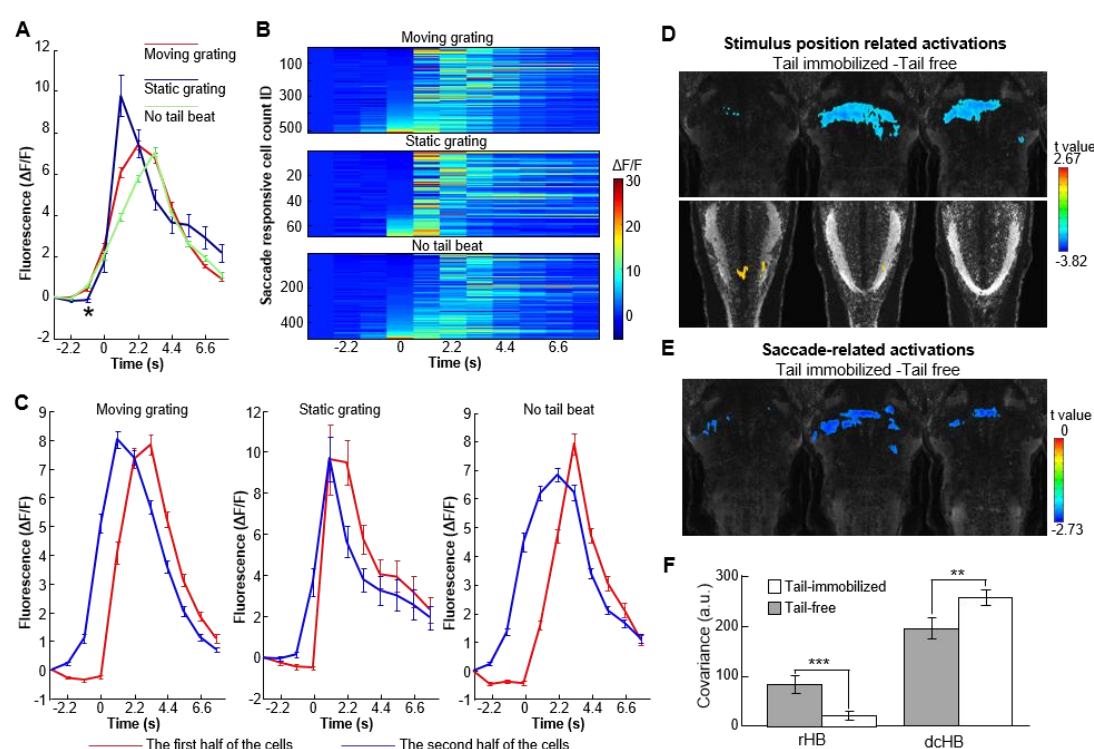 A
12
10
8
6
4
2
0
-2
Fluorescence (ΔF/F)
Moving grating
Static grating
No tail beat
*
-2.2 0 2.2 4.4 6.6
Time (s)
B
Moving grating
100
300
500
Static grating
20
40
60
No tail beat
200
400
Saccade responsive cell count ID
-2.2 0 2.2 4.4 6.6
Time (s)
ΔF/F
30
20
10
0
C
Moving grating
9
8
7
6
5
4
3
2
1
0
-1
Fluorescence (ΔF/F)
-2.2 0 2.2 4.4 6.6
Time (s)
Static grating
12
10
8
6
4
2
0
-2
Fluorescence (ΔF/F)
-2.2 0 2.2 4.4 6.6
Time (s)
No tail beat
9
8
7
6
5
4
3
2
1
0
-1
Fluorescence (ΔF/F)
-2.2 0 2.2 4.4 6.6
Time (s)
The first half of the cells
The second half of the cells
D
Stimulus position related activations
Tail immobilized -Tail free
t value
2.67
-3.82
E
Saccade-related activations
Tail immobilized -Tail free
t value
0
-2.73
F
300
200
100
0
Covariance (a.u.)
Tail-immobilized
Tail-free
***
**
rHB
dcHB